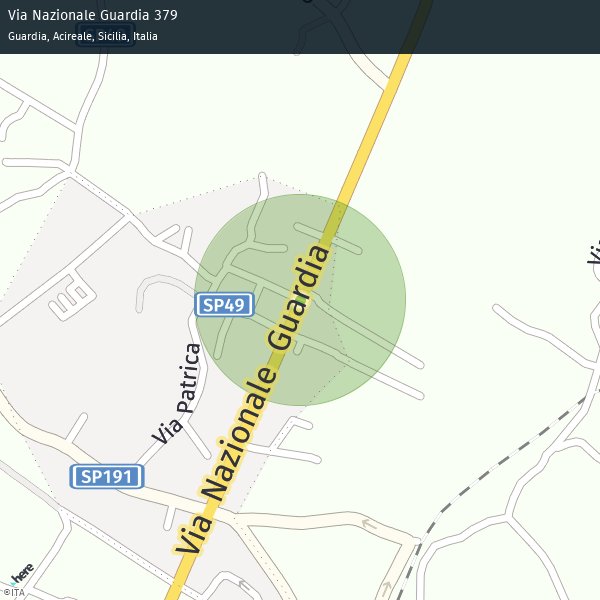 Via Nazionale Guardia 379
Guardia, Acireale, Sicilia, Italia
SP49
Via Nazionale Guardia
Via Patrica
SP191
here
©ITA